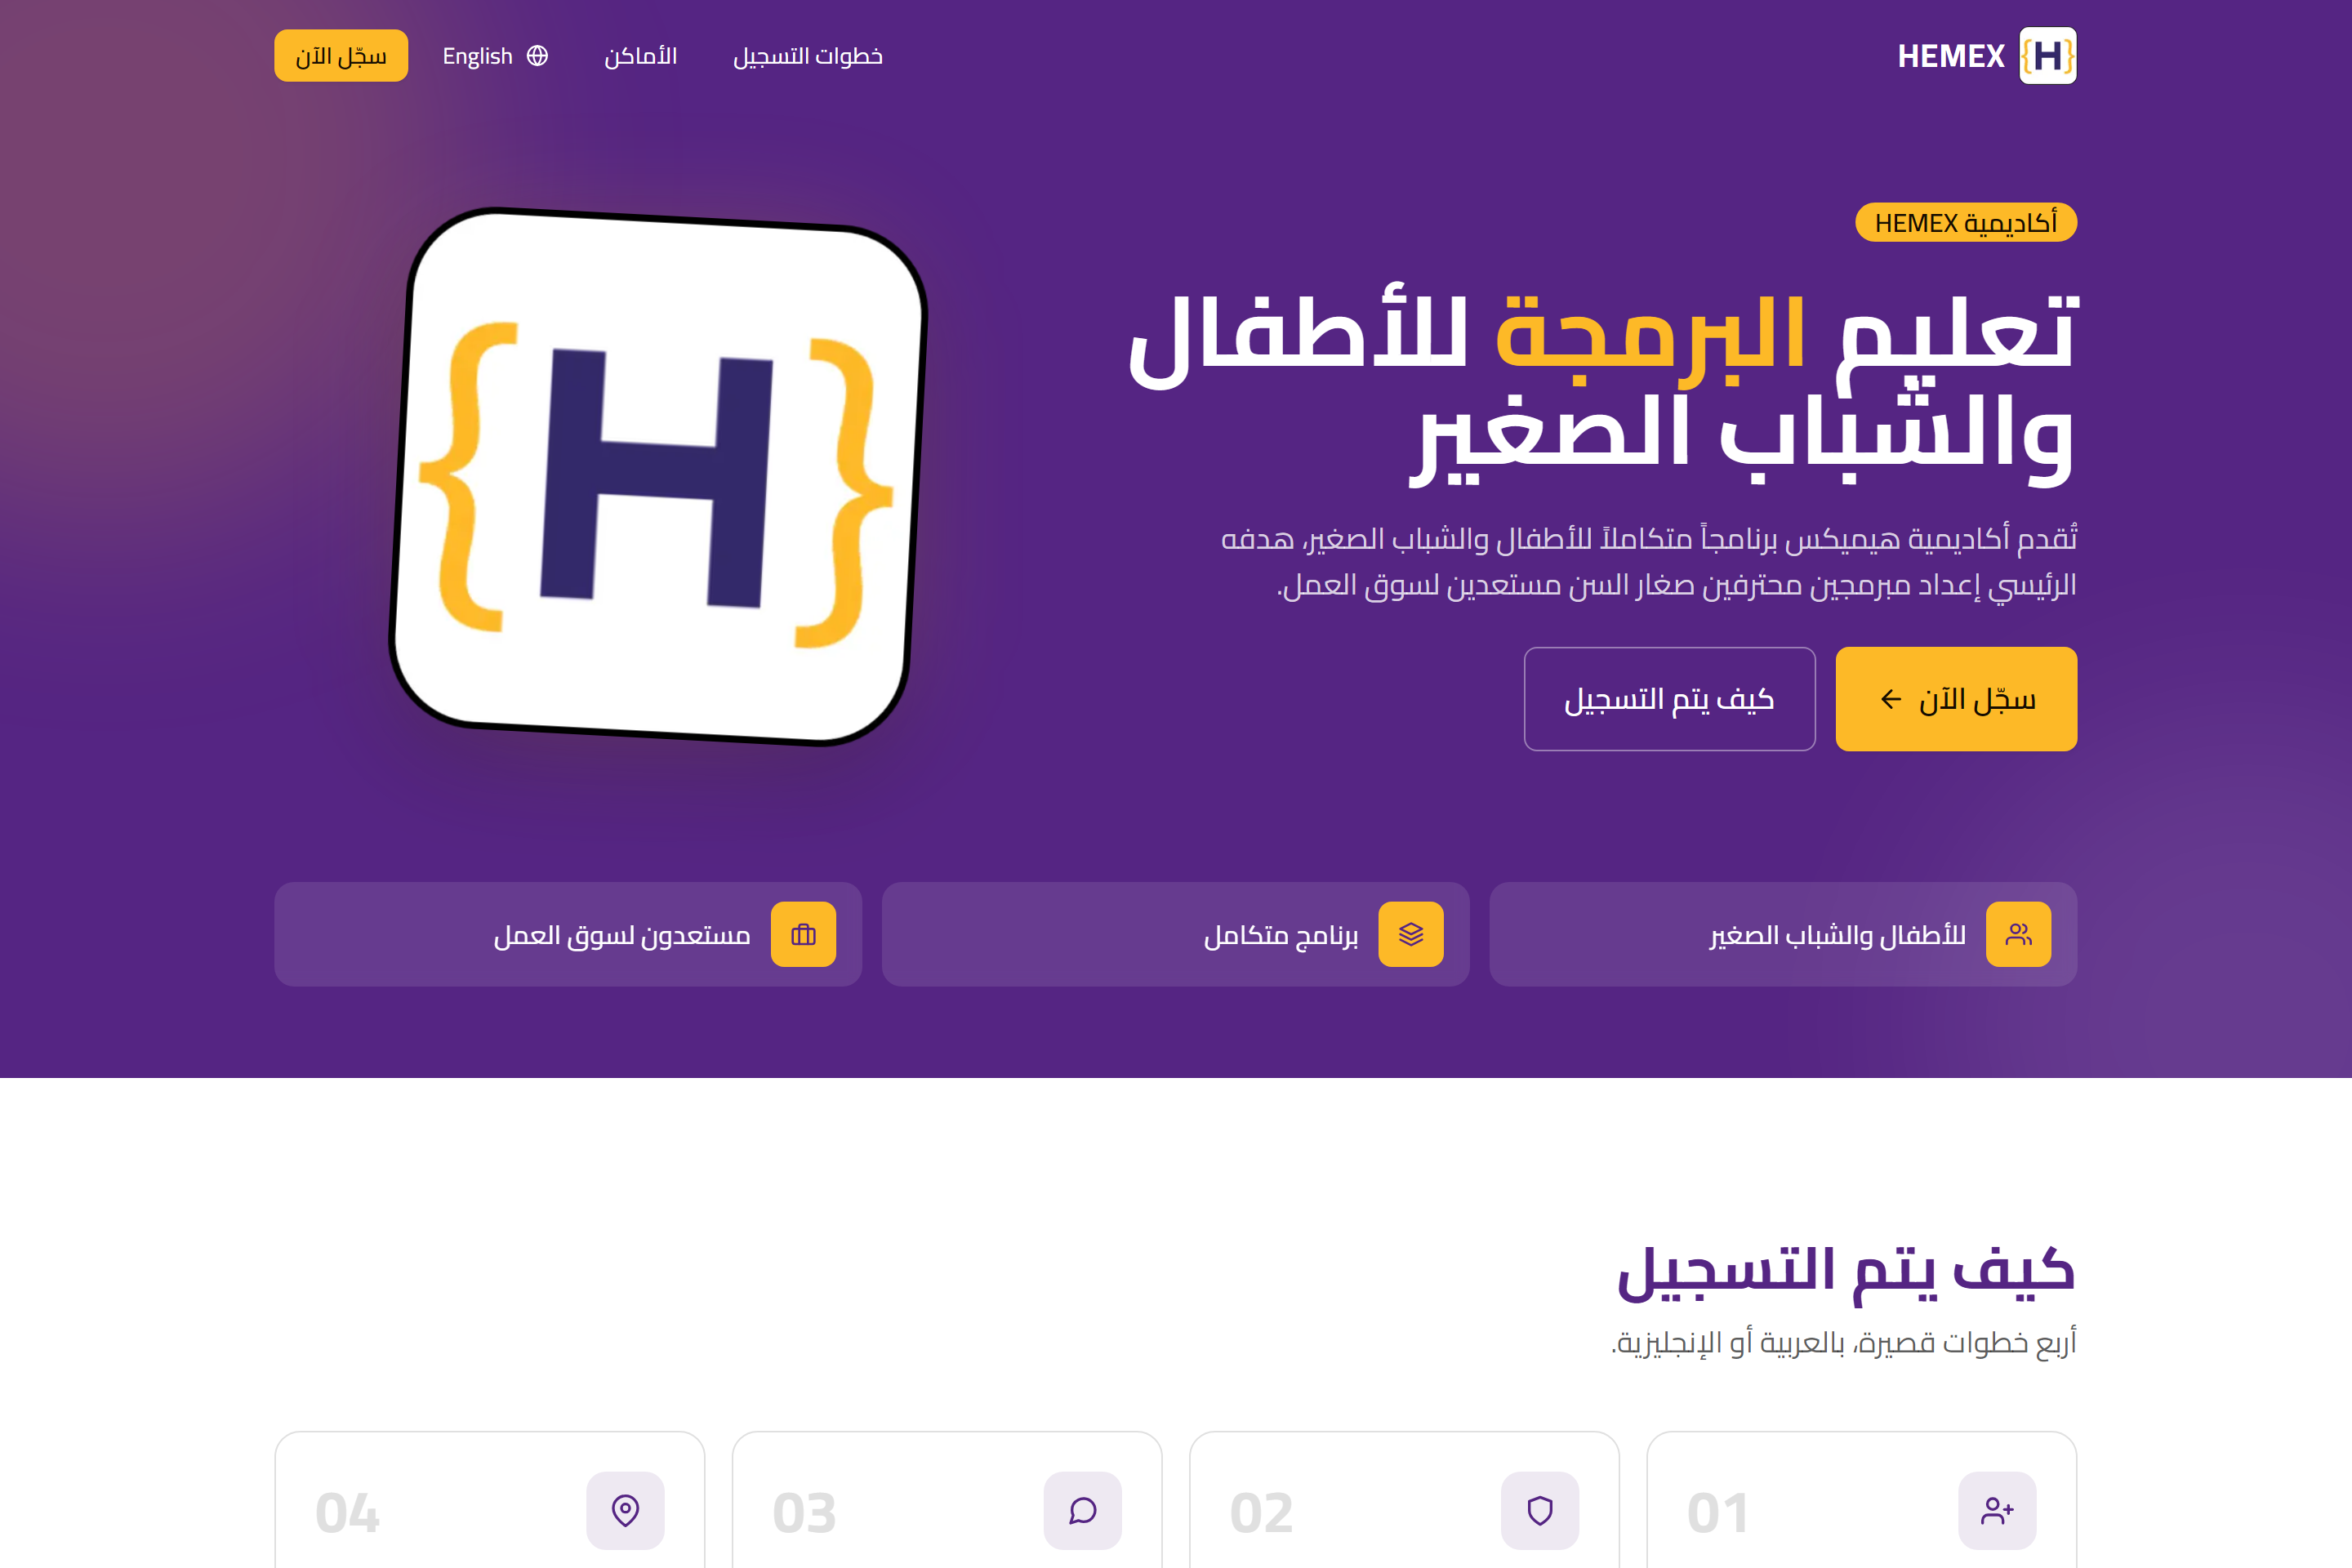 {H} HEMEX
خطوات التسجيل
الأماكن
English
سجّل الآن
أكاديمية HEMEX
تعليم البرمجة للأطفال
والشباب الصغير
تُقدم أكاديمية هيميكس برنامجاً متكاملاً للأطفال والشباب الصغير، هدفه
الرئيسي إعداد مبرمجين محترفين صغار السن مستعدين لسوق العمل.
سجّل الآن
كيف يتم التسجيل
{H}
للأطفال والشباب الصغير
برنامج متكامل
مستعدون لسوق العمل
كيف يتم التسجيل
أربع خطوات قصيرة، بالعربية أو الإنجليزية.
01
02
03
04